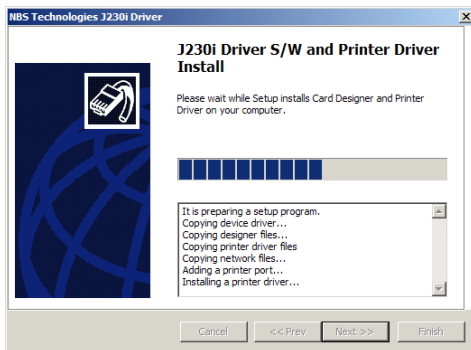 NBS Technologies J230i Driver
J230i Driver S/W and Printer Driver
Install
Please wait while Setup installs Card Designer and Printer
Driver on your computer.
It is preparing a setup program.
Copying device driver...
Copying designer files...
Copying printer driver files
Copying network files...
Adding a printer port...
Installing a printer driver...
Cancel << Prev Next >> Finish